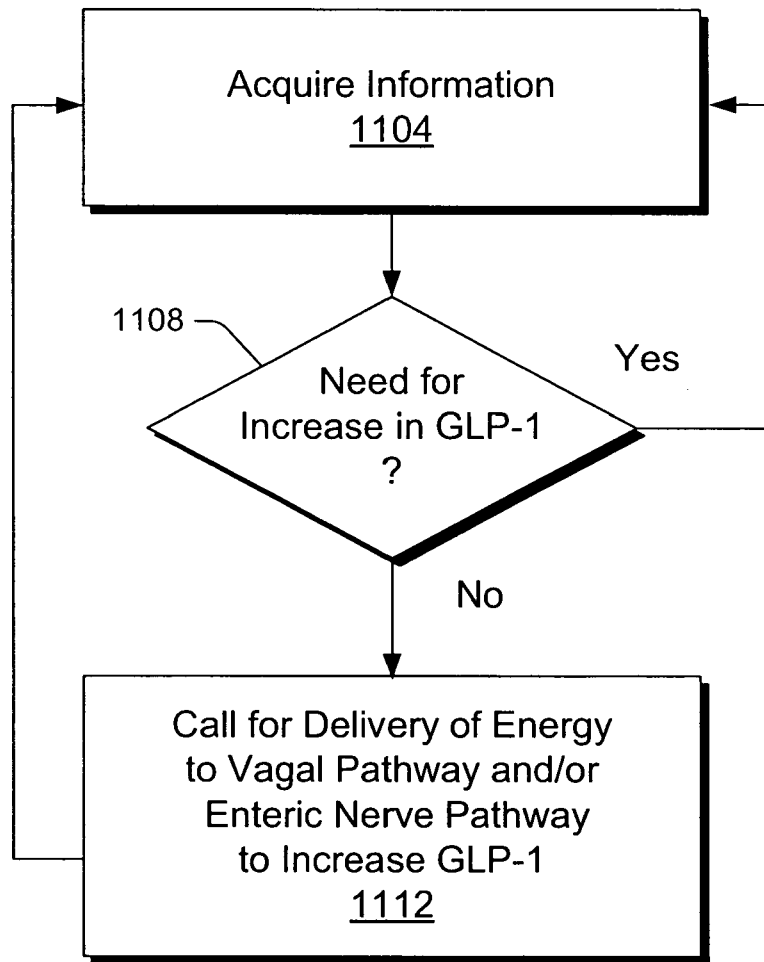 Acquire Information
1104
1108
Need for
Increase in GLP-1
?
Yes
No
Call for Delivery of Energy
to Vagal Pathway and/or
Enteric Nerve Pathway
to Increase GLP-1
1112